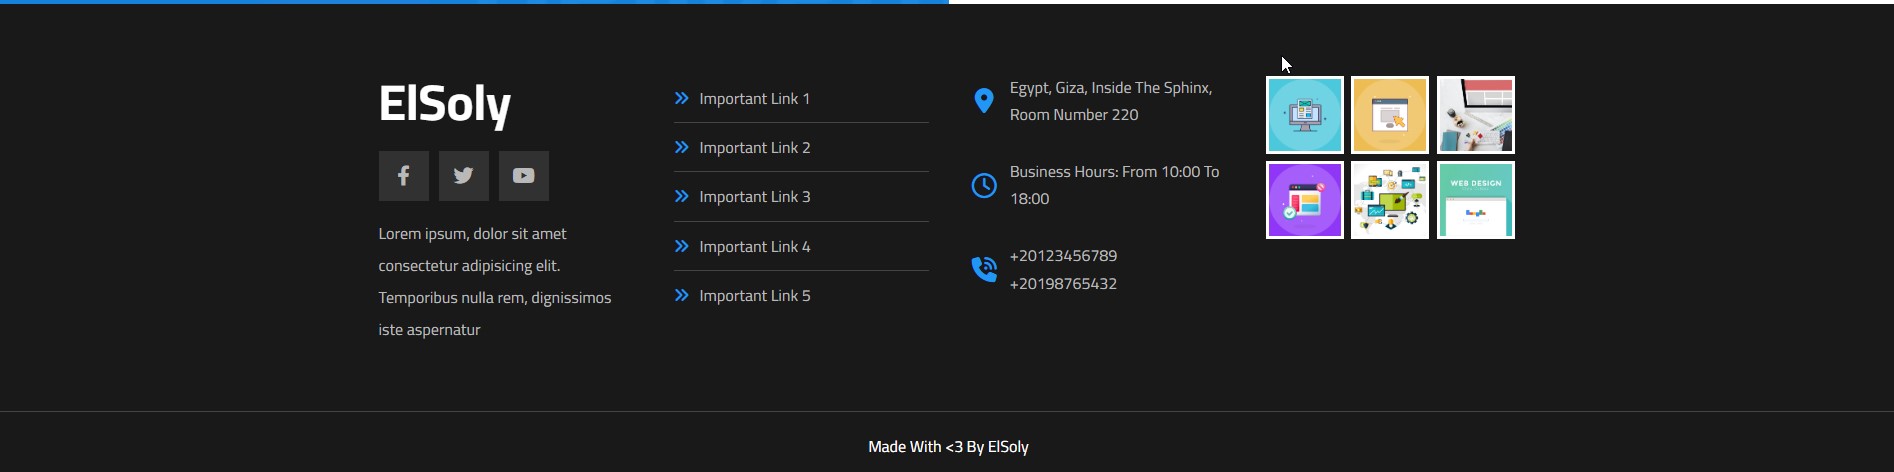 ElSoly
Lorem ipsum, dolor sit amet
consectetur adipisicing elit.
Temporibus nulla rem, dignissimos
iste aspernatur
Important Link 1
Important Link 2
Important Link 3
Important Link 4
Important Link 5
Egypt, Giza, Inside The Sphinx,
Room Number 220
Business Hours: From 10:00 To
18:00
+20123456789
+20198765432
WEB DESIGN
Made With <3 By ElSoly